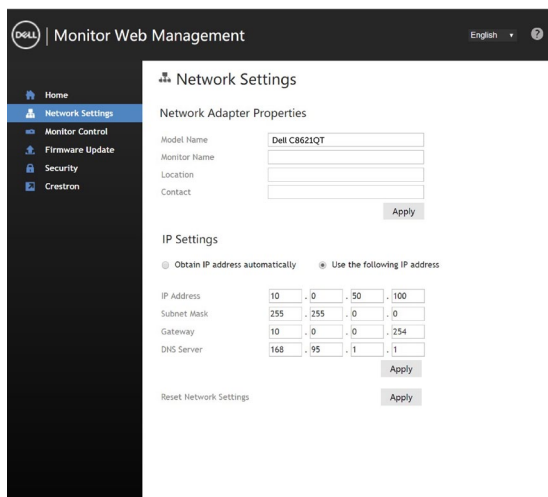 DELL | Monitor Web Management
English
?
Home
Network Settings
Monitor Control
Firmware Update
Security
Crestron
Network Settings
Network Adapter Properties
Model Name Dell C8621QT
Monitor Name
Location
Contact
Apply
IP Settings
Obtain IP address automatically Use the following IP address
IP Address 10 . 0 . 50 . 100
Subnet Mask 255 . 255 . 0 . 0
Gateway 10 . 0 . 0 . 254
DNS Server 168 . 95 . 1 . 1
Apply
Reset Network Settings Apply